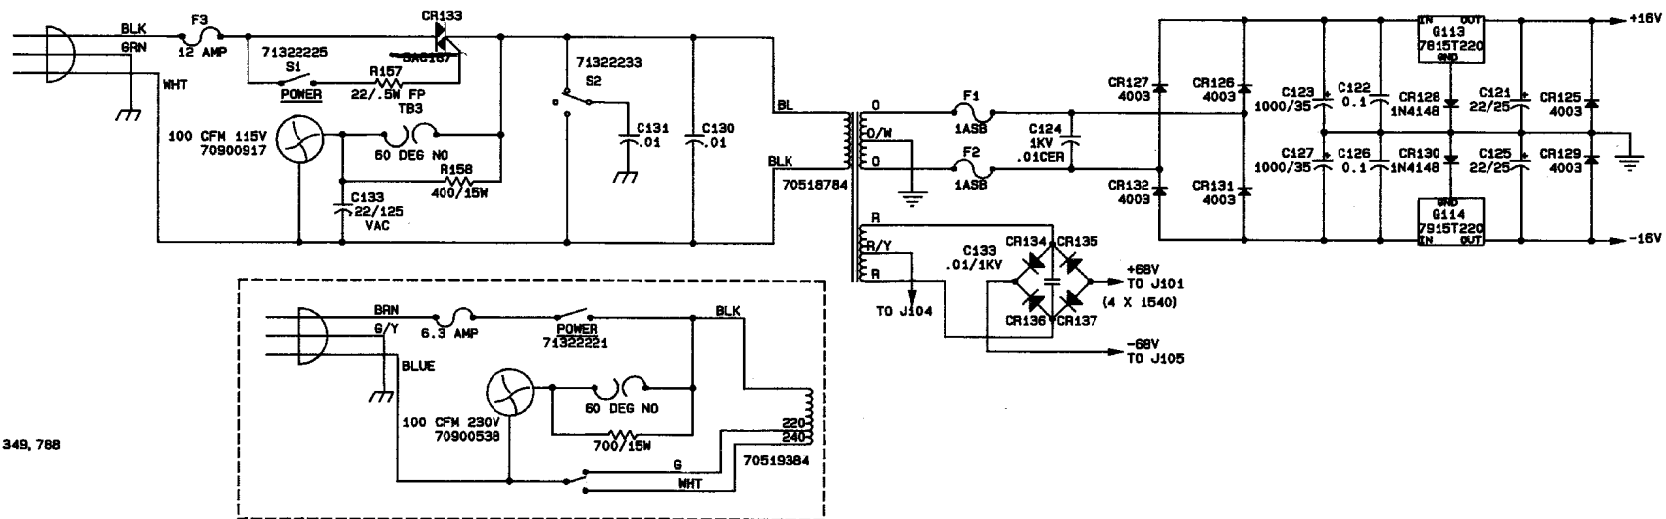 BLK
GRN
WHT
F3
12 AMP
CR133
71322225
S1
POWER
R157
22/.5W FP
TB3
100 CFM 115V
70900917
60 DEG NO
R158
400/15W
C133
22/125
VAC
71322233
S2
C131
.01
C130
.01
BL
BLK
70518784
O
O/W
O
F1
1ASB
F2
1ASB
C124
1KV
.01CER
R
R/Y
R
TO J104
C133
.01/1KV
CR134
CR135
CR136
CR137
+68V
TO J101
(4 X 1540)
-68V
TO J105
CR127
4003
CR126
4003
CR132
4003
CR131
4003
C123
1000/35
+
C122
0.1
CR128
1N4148
IN OUT
G113
7815T220
GND
C121
22/25
+
CR125
4003
+16V
C127
1000/35
+
C126
0.1
CR130
1N4148
GND
G114
7915T220
IN OUT
C125
22/25
+
CR129
4003
-16V
BRN
G/Y
BLUE
6.3 AMP
POWER
71322221
BLK
100 CFM 230V
70900538
60 DEG NO
700/15W
220
240
70519384
G
WHT
349, 788